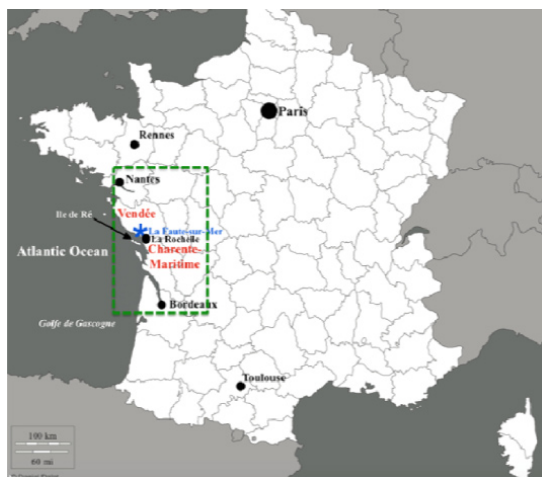 Paris
Rennes
Nantes
Vendée
Ile de Ré
La Faute-sur-Mer
La Rochelle
Atlantic Ocean
Charente-
Maritime
Bordeaux
Golfe de Gascogne
Toulouse
100 km
60 mi